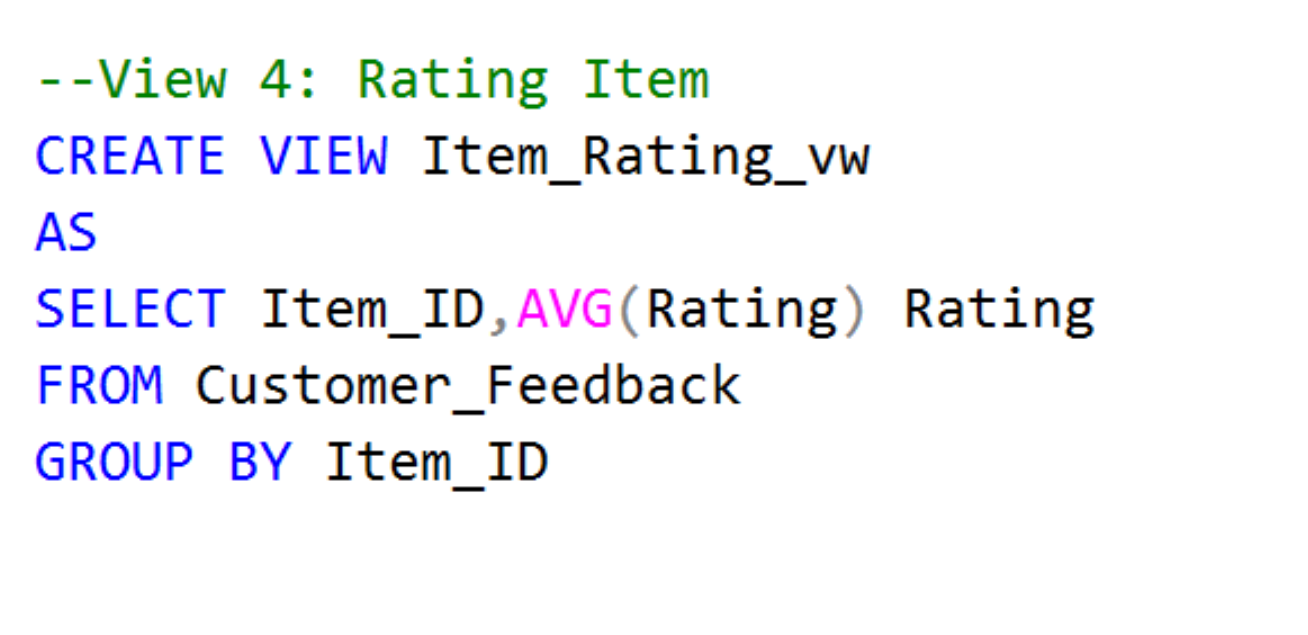 --View 4: Rating Item
CREATE VIEW Item_Rating_vw
AS
SELECT Item_ID,AVG(Rating) Rating
FROM Customer_Feedback
GROUP BY Item_ID